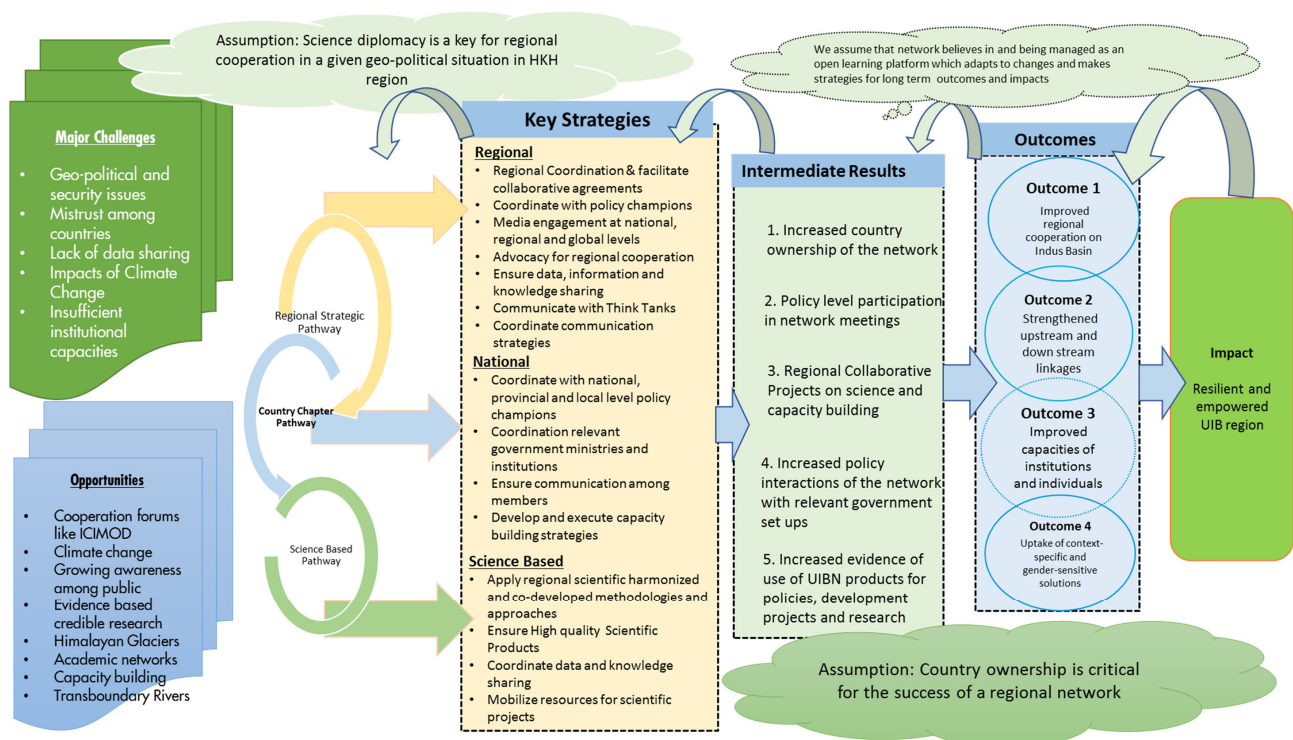 Assumption: Science diplomacy is a key for regional
cooperation in a given geo-political situation in HKH
region
We assume that network believes in and being managed as an
open learning platform which adapts to changes and makes
strategies for long term outcomes and impacts
Major Challenges
• Geo-political and
security issues
• Mistrust among
countries
• Lack of data sharing
• Impacts of Climate
Change
• Insufficient
institutional
capacities
Opportunities
• Cooperation forums
like ICIMOD
• Climate change
• Growing awareness
among public
• Evidence based
credible research
• Himalayan Glaciers
• Academic networks
• Capacity building
• Transboundary Rivers
Regional Strategic
Pathway
Country Chapter
Pathway
Science Based
Pathway
Key Strategies
Regional
• Regional Coordination & facilitate
collaborative agreements
• Coordinate with policy champions
• Media engagement at national,
regional and global levels
• Advocacy for regional cooperation
• Ensure data, information and
knowledge sharing
• Communicate with Think Tanks
• Coordinate communication
strategies
National
• Coordinate with national,
provincial and local level policy
champions
• Coordination relevant
government ministries and
institutions
• Ensure communication among
members
• Develop and execute capacity
building strategies
Science Based
• Apply regional scientific harmonized
and co-developed methodologies and
approaches
• Ensure High quality Scientific
Products
• Coordinate data and knowledge
sharing
• Mobilize resources for scientific
projects
Intermediate Results
1. Increased country
ownership of the network
2. Policy level participation
in network meetings
3. Regional Collaborative
Projects on science and
capacity building
4. Increased policy
interactions of the network
with relevant government
set ups
5. Increased evidence of
use of UIBN products for
policies, development
projects and research
Outcomes
Outcome 1
Improved
regional
cooperation on
Indus Basin
Outcome 2
Strengthened
upstream and
down stream
linkages
Outcome 3
Improved
capacities of
institutions
and individuals
Outcome 4
Uptake of context-
specific and
gender-sensitive
solutions
Impact
Resilient and
empowered
UIB region
Assumption: Country ownership is critical
for the success of a regional network